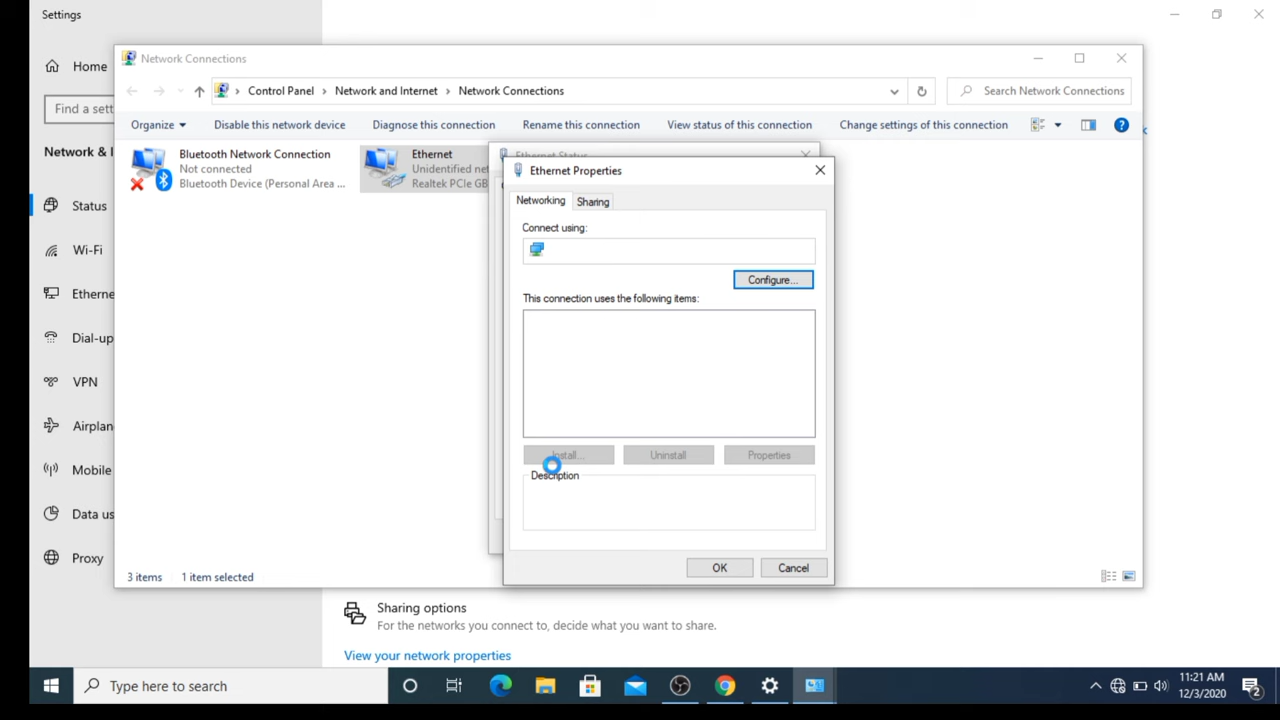 Settings
Network Connections
Control Panel > Network and Internet > Network Connections
Search Network Connections
Organize
Disable this network device
Diagnose this connection
Rename this connection
View status of this connection
Change settings of this connection
Home
Find a sett
Network & I
Status
Wi-Fi
Etherne
Dial-up
VPN
Airplan
Mobile
Data us
Proxy
Bluetooth Network Connection
Not connected
Bluetooth Device (Personal Area ...
Ethernet
Unidentified net
Realtek PCIe GB
Ethernet Status
Ethernet Properties
Networking
Sharing
Connect using:
Configure...
This connection uses the following items:
Install...
Uninstall
Properties
Description
OK
Cancel
3 items
1 item selected
Sharing options
For the networks you connect to, decide what you want to share.
View your network properties
Type here to search
11:21 AM
12/3/2020
2